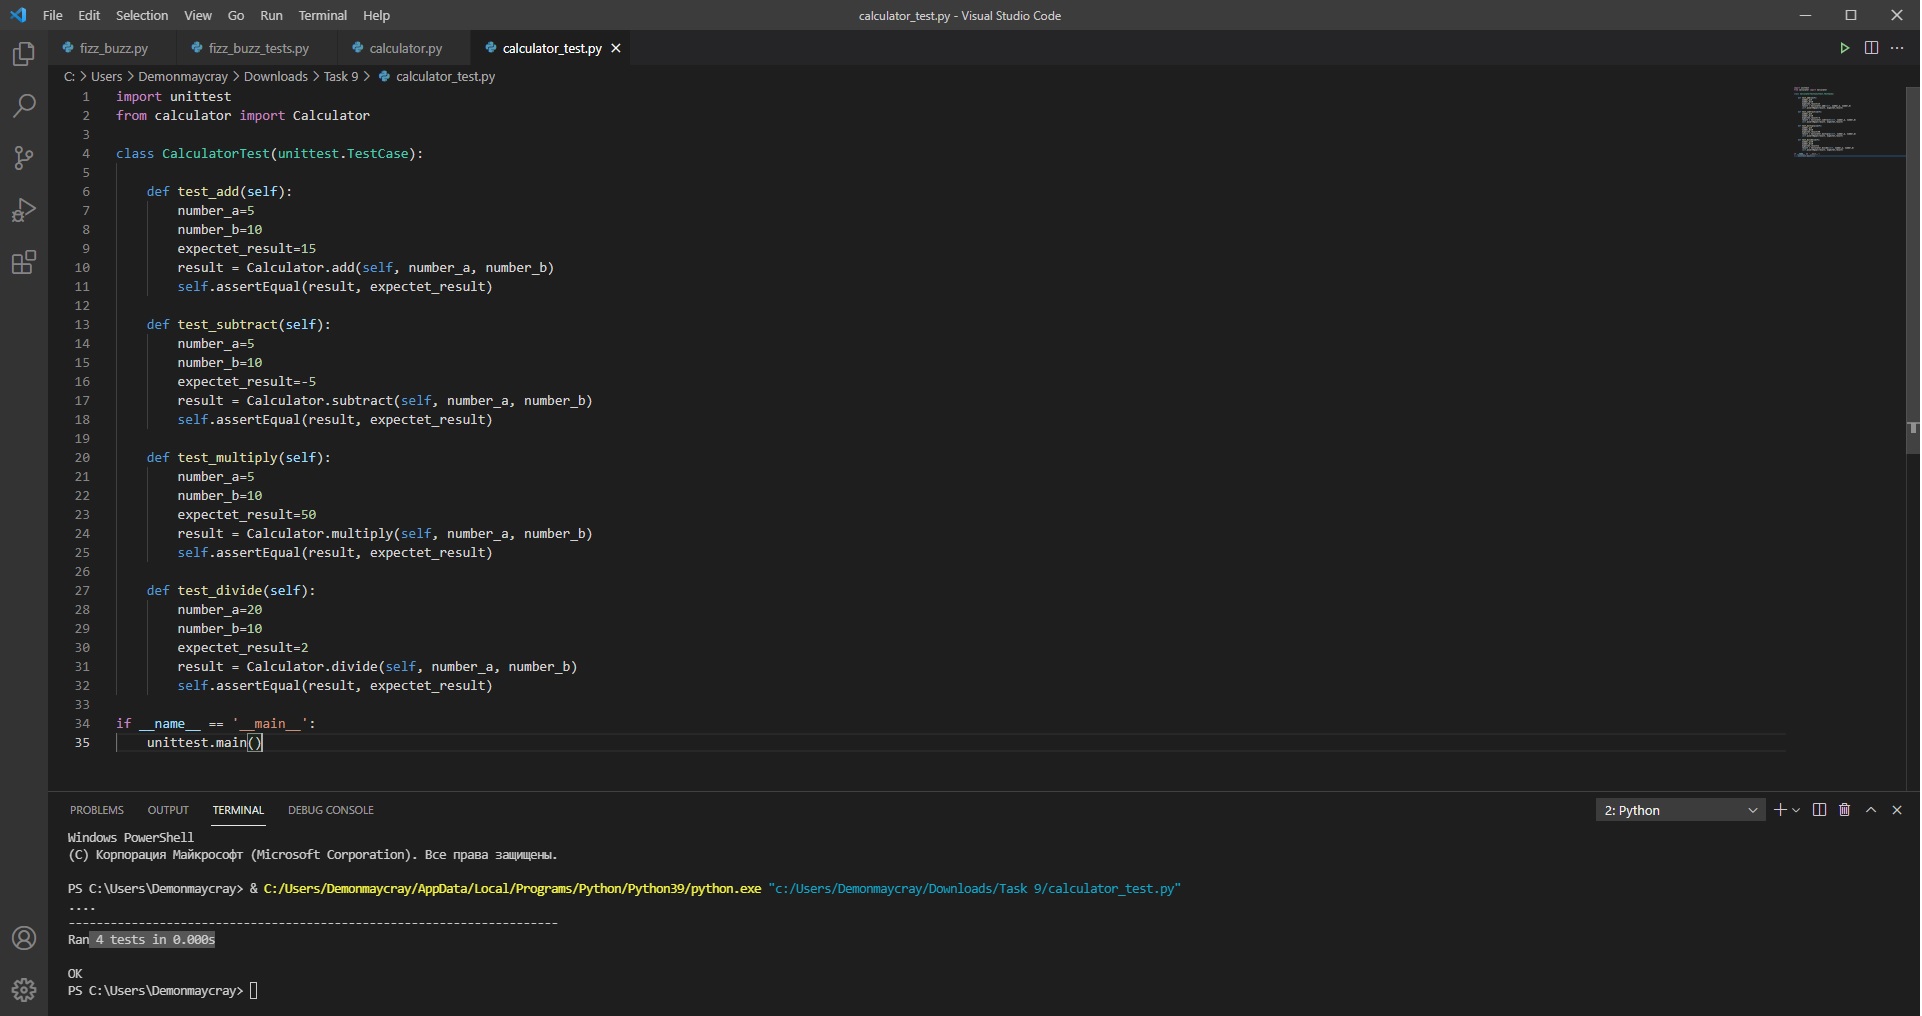 File Edit Selection View Go Run Terminal Help calculator_test.py - Visual Studio Code
fizz_buzz.py fizz_buzz_tests.py calculator.py calculator_test.py
C: > Users > Demonmaycray > Downloads > Task 9 > calculator_test.py
1 import unittest
2 from calculator import Calculator
3
4 class CalculatorTest(unittest.TestCase):
5
6 def test_add(self):
7 number_a=5
8 number_b=10
9 expectet_result=15
10 result = Calculator.add(self, number_a, number_b)
11 self.assertEqual(result, expectet_result)
12
13 def test_subtract(self):
14 number_a=5
15 number_b=10
16 expectet_result=-5
17 result = Calculator.subtract(self, number_a, number_b)
18 self.assertEqual(result, expectet_result)
19
20 def test_multiply(self):
21 number_a=5
22 number_b=10
23 expectet_result=50
24 result = Calculator.multiply(self, number_a, number_b)
25 self.assertEqual(result, expectet_result)
26
27 def test_divide(self):
28 number_a=20
29 number_b=10
30 expectet_result=2
31 result = Calculator.divide(self, number_a, number_b)
32 self.assertEqual(result, expectet_result)
33
34 if __name__ == '__main__':
35 unittest.main()
PROBLEMS OUTPUT TERMINAL DEBUG CONSOLE 2: Python
Windows PowerShell
(C) Корпорация Майкрософт (Microsoft Corporation). Все права защищены.
PS C:\Users\Demonmaycray> & C:/Users/Demonmaycray/AppData/Local/Programs/Python/Python39/python.exe "c:/Users/Demonmaycray/Downloads/Task 9/calculator_test.py"
....
----------------------------------------------------------------------
Ran 4 tests in 0.000s
OK
PS C:\Users\Demonmaycray>